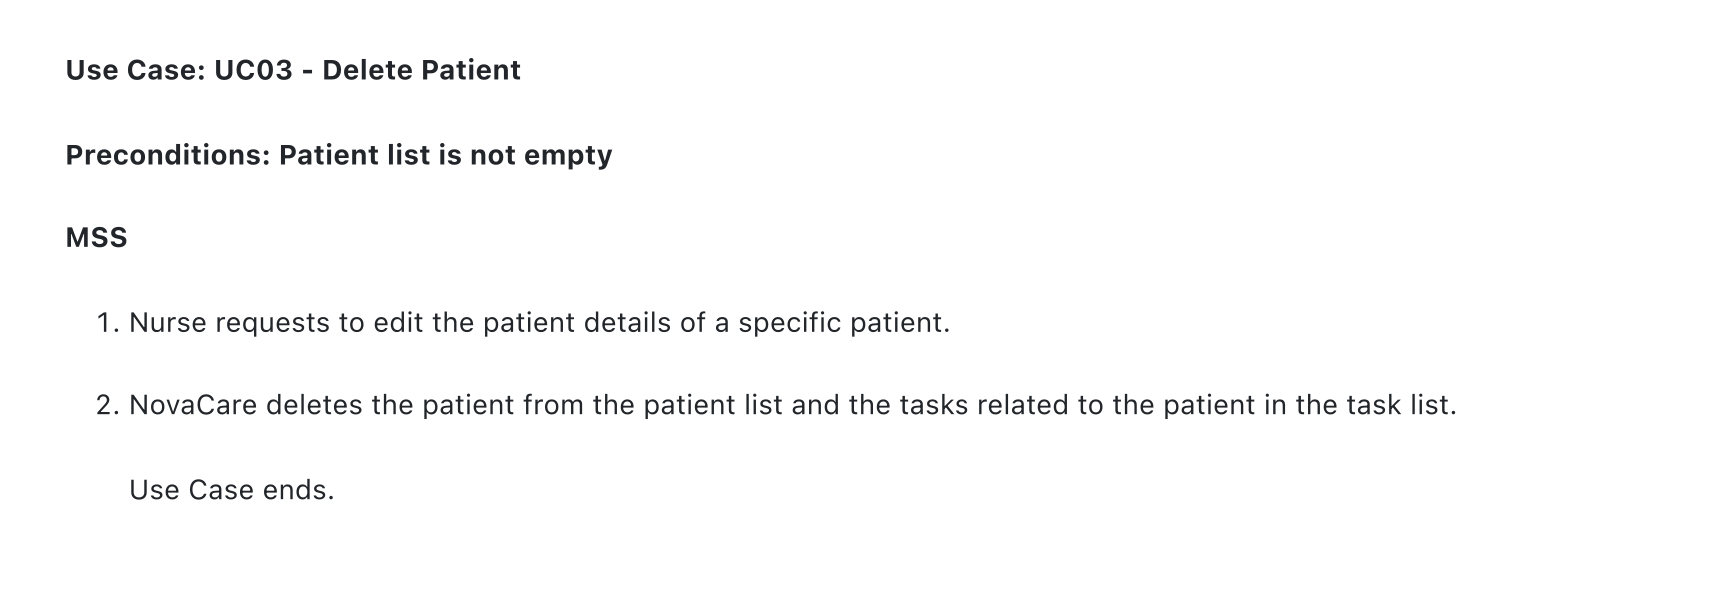 Use Case: UC03 - Delete Patient
Preconditions: Patient list is not empty
MSS
1. Nurse requests to edit the patient details of a specific patient.
2. NovaCare deletes the patient from the patient list and the tasks related to the patient in the task list.
Use Case ends.